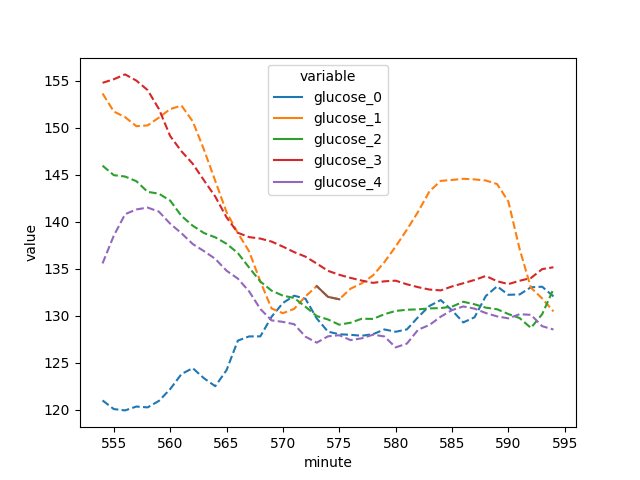 variable
glucose_0
glucose_1
glucose_2
glucose_3
glucose_4
value
155
150
145
140
135
130
125
120
555 560 565 570 575 580 585 590 595
minute